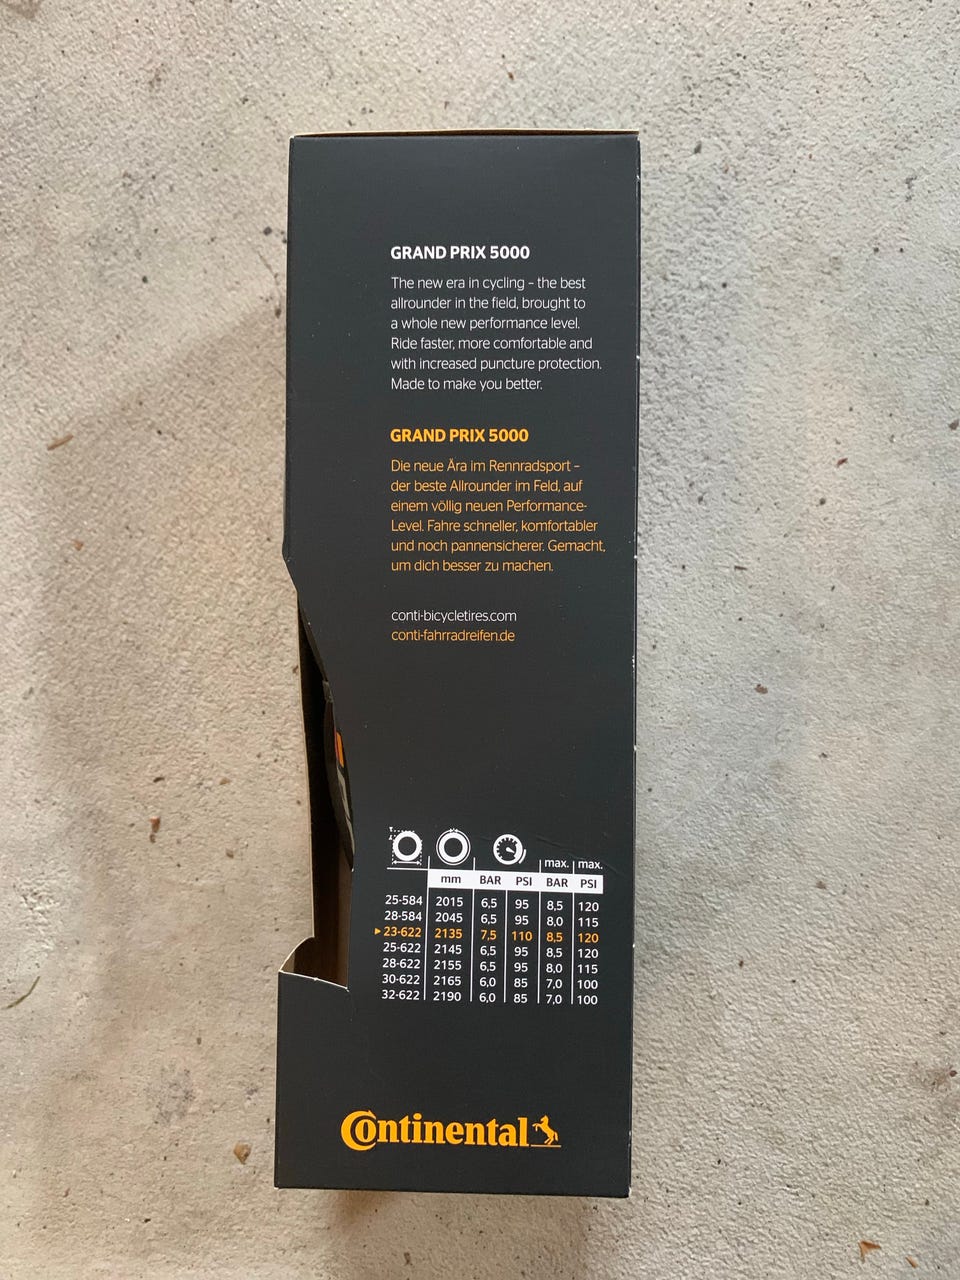 GRAND PRIX 5000
The new era in cycling – the best
allrounder in the field, brought to
a whole new performance level.
Ride faster, more comfortable and
with increased puncture protection.
Made to make you better.
GRAND PRIX 5000
Die neue Ära im Rennradsport –
der beste Allrounder im Feld, auf
einem völlig neuen Performance-
Level. Fahre schneller, komfortabler
und noch pannensicherer. Gemacht,
um dich besser zu machen.
conti-bicycletires.com
conti-fahrradreifen.de
max. max.
mm BAR PSI BAR PSI
25-584 2015 6,5 95 8,5 120
28-584 2045 6,5 95 8,0 115
▸23-622 2135 7,5 110 8,5 120
25-622 2145 6,5 95 8,5 120
28-622 2155 6,5 95 8,0 115
30-622 2165 6,0 85 7,0 100
32-622 2190 6,0 85 7,0 100
Continental